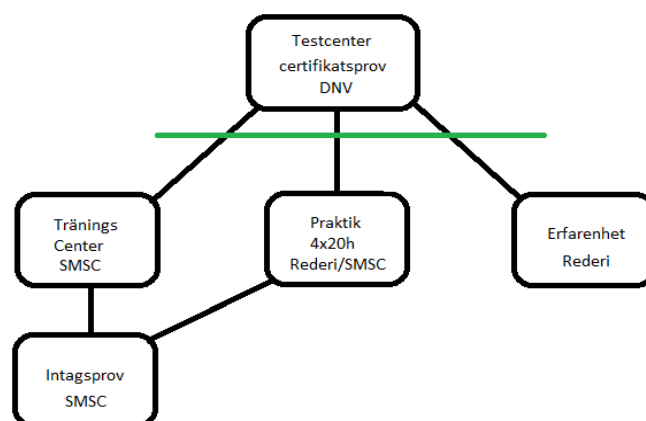 Testcenter
certifikatsprov
DNV
Tränings
Center
SMSC
Praktik
4x20h
Rederi/SMSC
Erfarenhet
Rederi
Intagsprov
SMSC